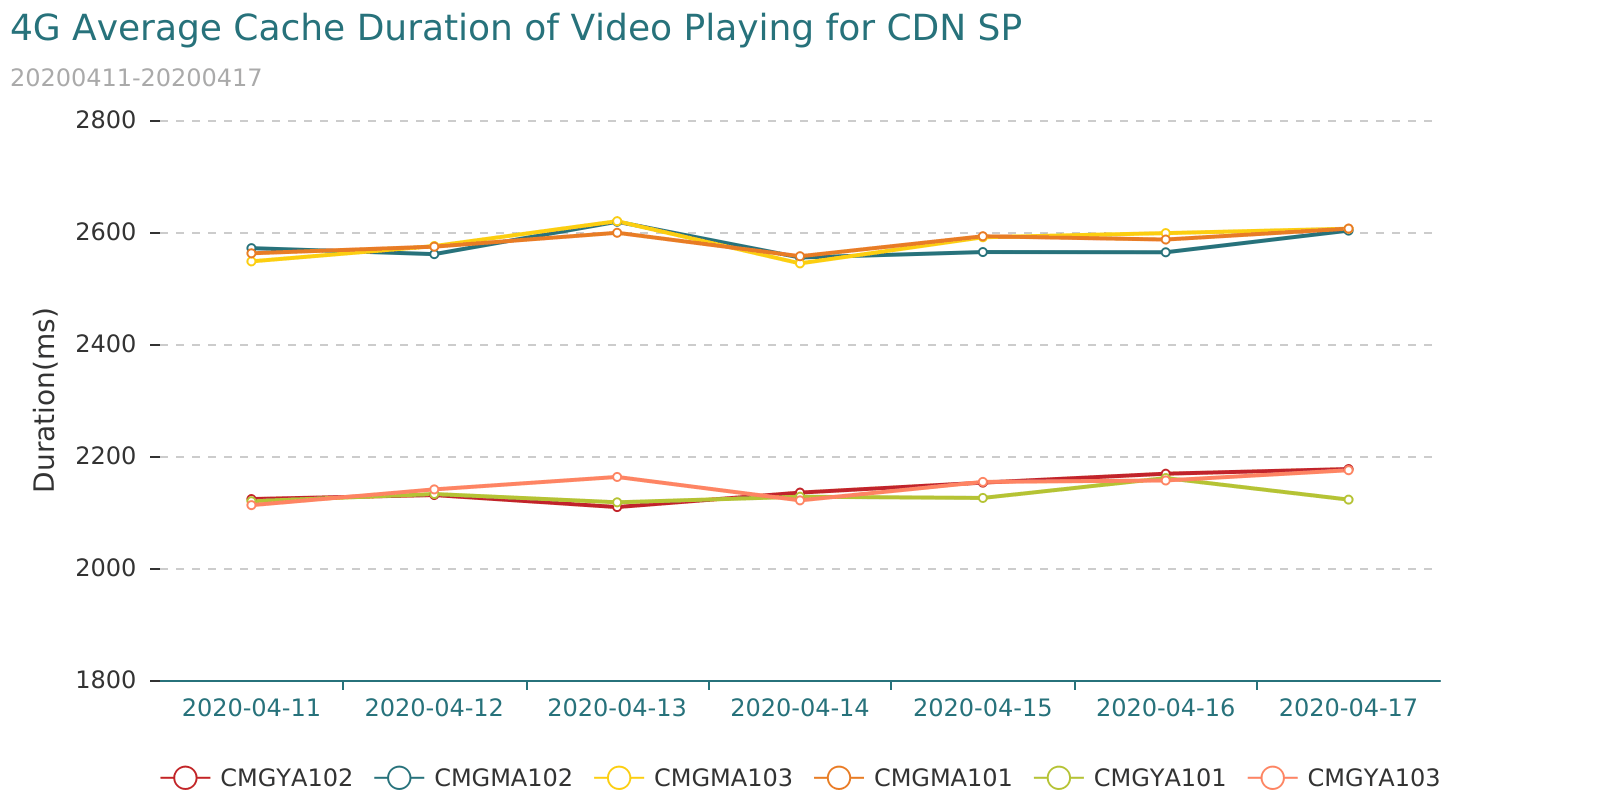 4G Average Cache Duration of Video Playing for CDN SP
20200411-20200417
2800
2600
2400
2200
2000
1800
Duration(ms)
2020-04-11 2020-04-12 2020-04-13 2020-04-14 2020-04-15 2020-04-16 2020-04-17
CMGYA102 CMGMA102 CMGMA103 CMGMA101 CMGYA101 CMGYA103